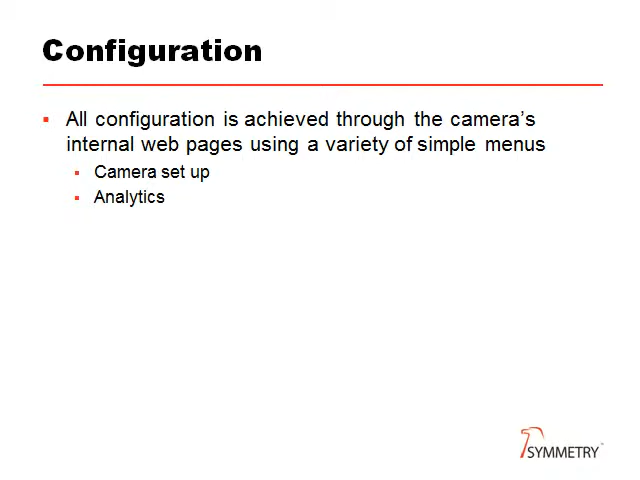 Configuration
▪ All configuration is achieved through the camera’s
internal web pages using a variety of simple menus
▪ Camera set up
▪ Analytics
SYMMETRY™